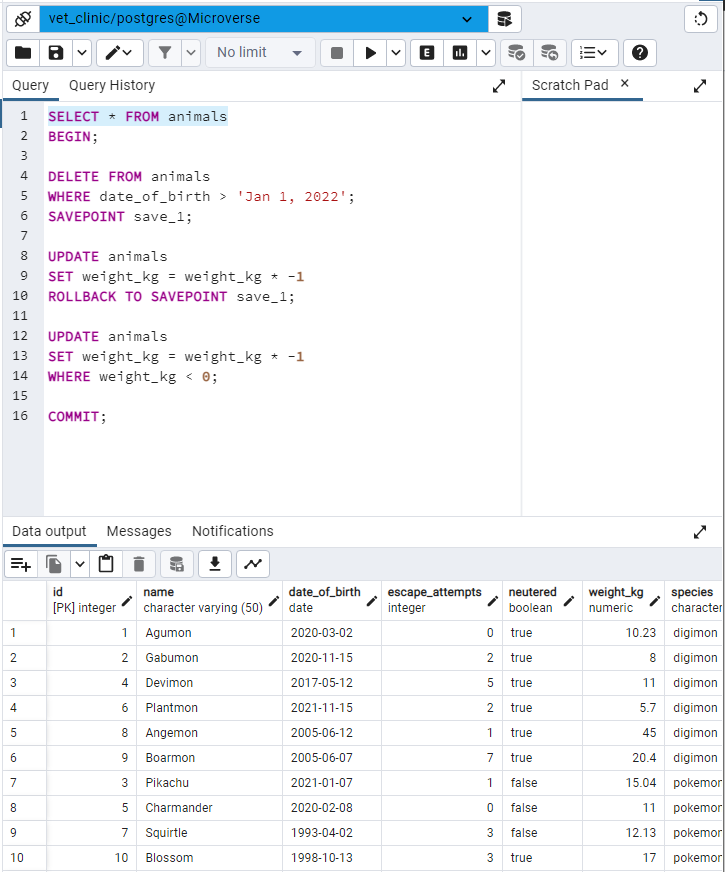 vet_clinic/postgres@Microverse
No limit
E
Query Query History Scratch Pad ×
1 SELECT * FROM animals
2 BEGIN;
3
4 DELETE FROM animals
5 WHERE date_of_birth > 'Jan 1, 2022';
6 SAVEPOINT save_1;
7
8 UPDATE animals
9 SET weight_kg = weight_kg * -1
10 ROLLBACK TO SAVEPOINT save_1;
11
12 UPDATE animals
13 SET weight_kg = weight_kg * -1
14 WHERE weight_kg < 0;
15
16 COMMIT;
Data output Messages Notifications
id name date_of_birth escape_attempts neutered weight_kg species
[PK] integer character varying (50) date integer boolean numeric character
1 1 Agumon 2020-03-02 0 true 10.23 digimon
2 2 Gabumon 2020-11-15 2 true 8 digimon
3 4 Devimon 2017-05-12 5 true 11 digimon
4 6 Plantmon 2021-11-15 2 true 5.7 digimon
5 8 Angemon 2005-06-12 1 true 45 digimon
6 9 Boarmon 2005-06-07 7 true 20.4 digimon
7 3 Pikachu 2021-01-07 1 false 15.04 pokemon
8 5 Charmander 2020-02-08 0 false 11 pokemon
9 7 Squirtle 1993-04-02 3 false 12.13 pokemon
10 10 Blossom 1998-10-13 3 true 17 pokemon